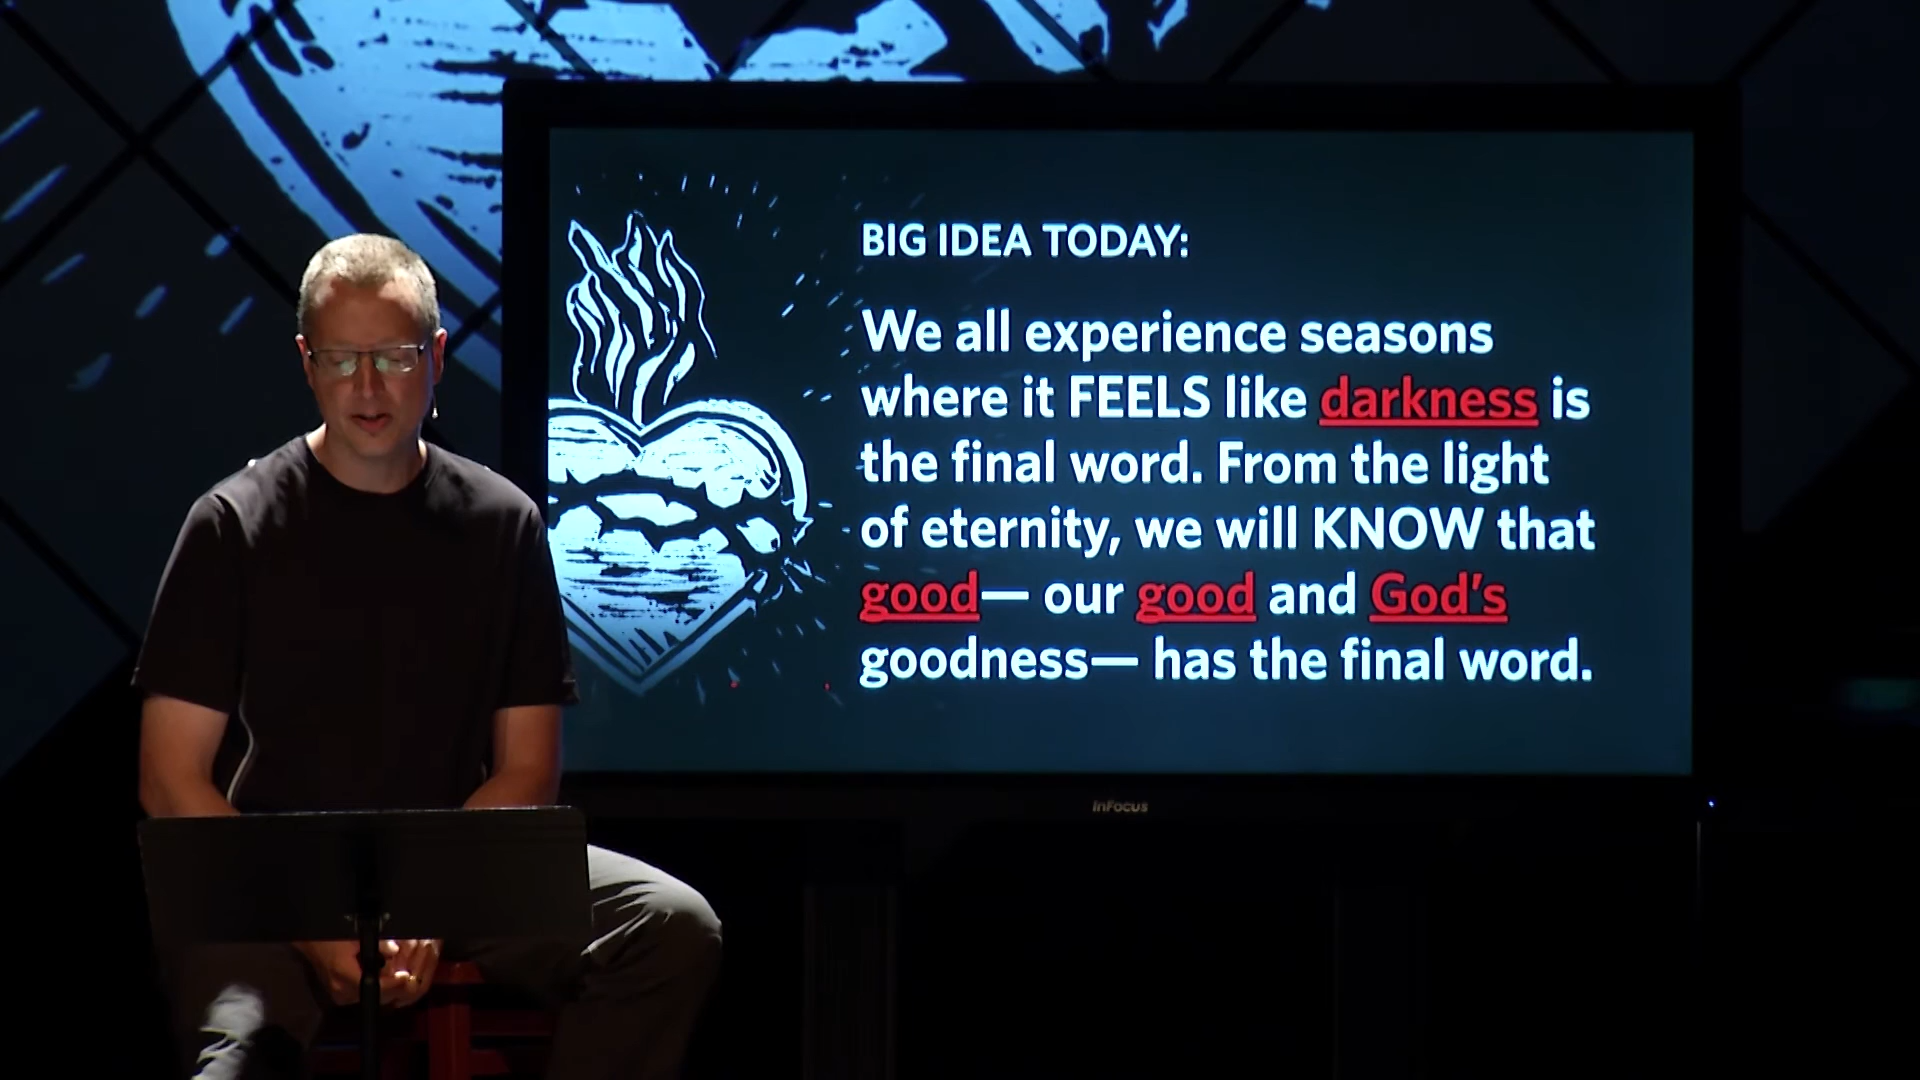 BIG IDEA TODAY:
We all experience seasons
where it FEELS like darkness is
the final word. From the light
of eternity, we will KNOW that
good— our good and God's
goodness— has the final word.
InFocus